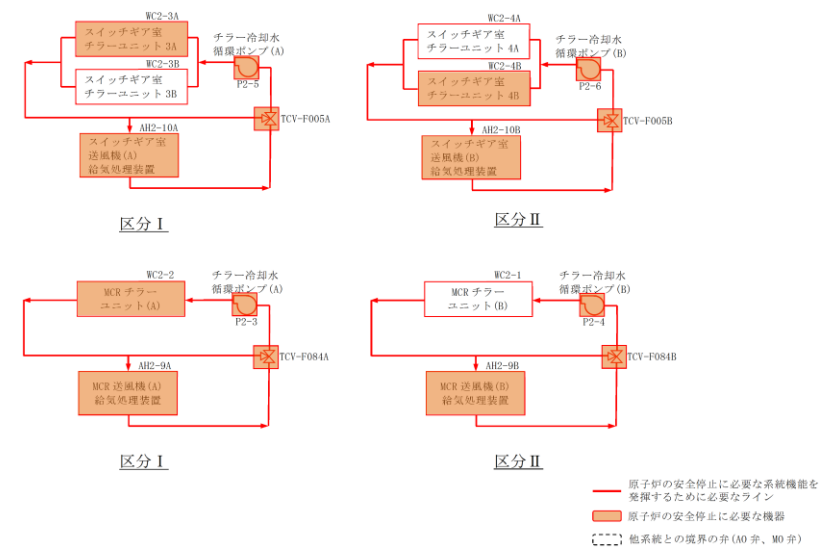 WC2-3A
スイッチギア室
チラーユニット 3A
WC2-3B
スイッチギア室
チラーユニット 3B
チラー冷却水
循環ポンプ(A)
P2-5
TCV-F005A
AH2-10A
スイッチギア室
送風機(A)
給気処理装置
区分Ⅰ
WC2-4A
スイッチギア室
チラーユニット 4A
WC2-4B
スイッチギア室
チラーユニット 4B
チラー冷却水
循環ポンプ(B)
P2-6
TCV-F005B
AH2-10B
スイッチギア室
送風機(B)
給気処理装置
区分Ⅱ
WC2-2
MCR チラー
ユニット(A)
チラー冷却水
循環ポンプ(A)
P2-3
TCV-F084A
AH2-9A
MCR 送風機(A)
給気処理装置
区分Ⅰ
WC2-1
MCR チラー
ユニット(B)
チラー冷却水
循環ポンプ(B)
P2-4
TCV-F084B
AH2-9B
MCR 送風機(B)
給気処理装置
区分Ⅱ
原子炉の安全停止に必要な系統機能を
発揮するために必要なライン
原子炉の安全停止に必要な機器
他系統との境界の弁(AO 弁、MO 弁)